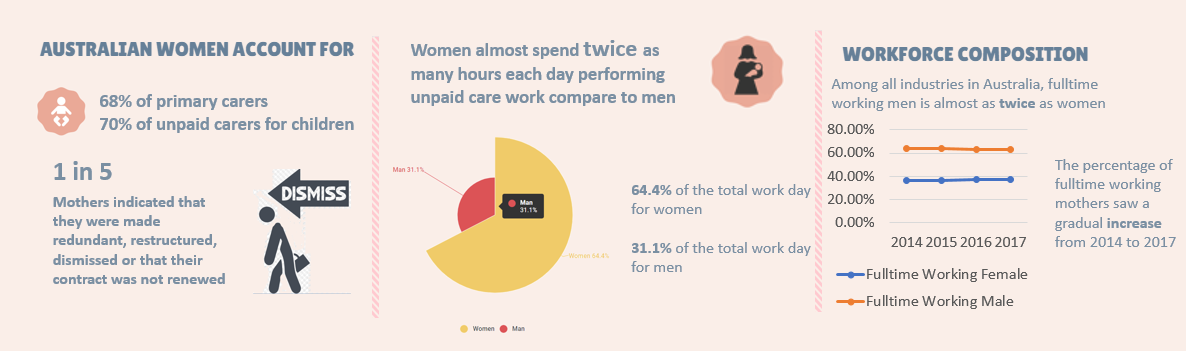 AUSTRALIAN WOMEN ACCOUNT FOR
68% of primary carers
70% of unpaid carers for children
1 in 5
Mothers indicated that
they were made
redundant, restructured,
dismissed or that their
contract was not renewed
DISMISS
Women almost spend twice as
many hours each day performing
unpaid care work compare to men
Man 31.1%
Man
31.1%
Women 64.4%
Women Man
64.4% of the total work day
for women
31.1% of the total work day
for men
WORKFORCE COMPOSITION
Among all industries in Australia, fulltime
working men is almost as twice as women
80.00%
60.00%
40.00%
20.00%
0.00%
2014 2015 2016 2017
Fulltime Working Female
Fulltime Working Male
The percentage of
fulltime working
mothers saw a
gradual increase
from 2014 to 2017